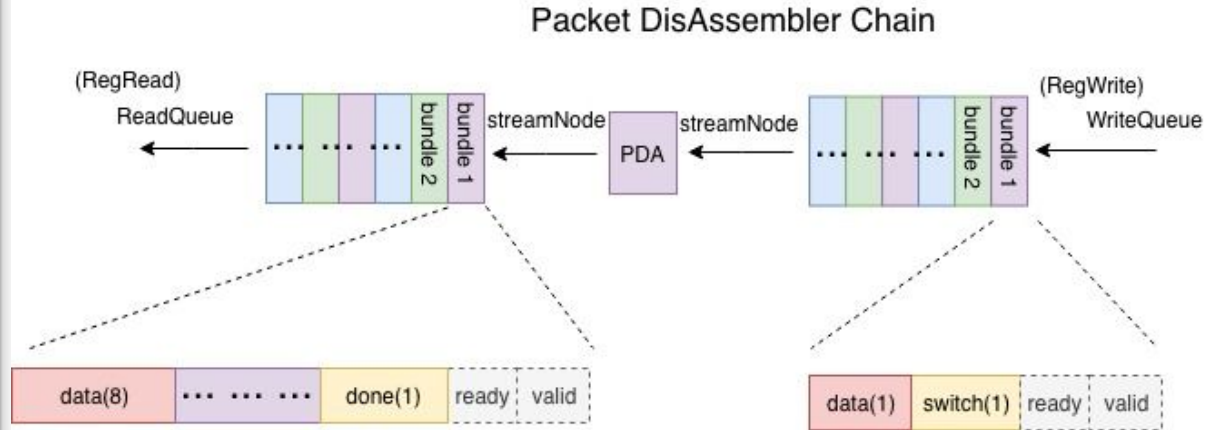 Packet DisAssembler Chain
(RegRead)
ReadQueue
... ... ...
bundle 2
bundle 1
streamNode
PDA
streamNode
... ... ...
bundle 2
bundle 1
(RegWrite)
WriteQueue
data(8)
... ... ...
done(1)
ready
valid
data(1)
switch(1)
ready
valid